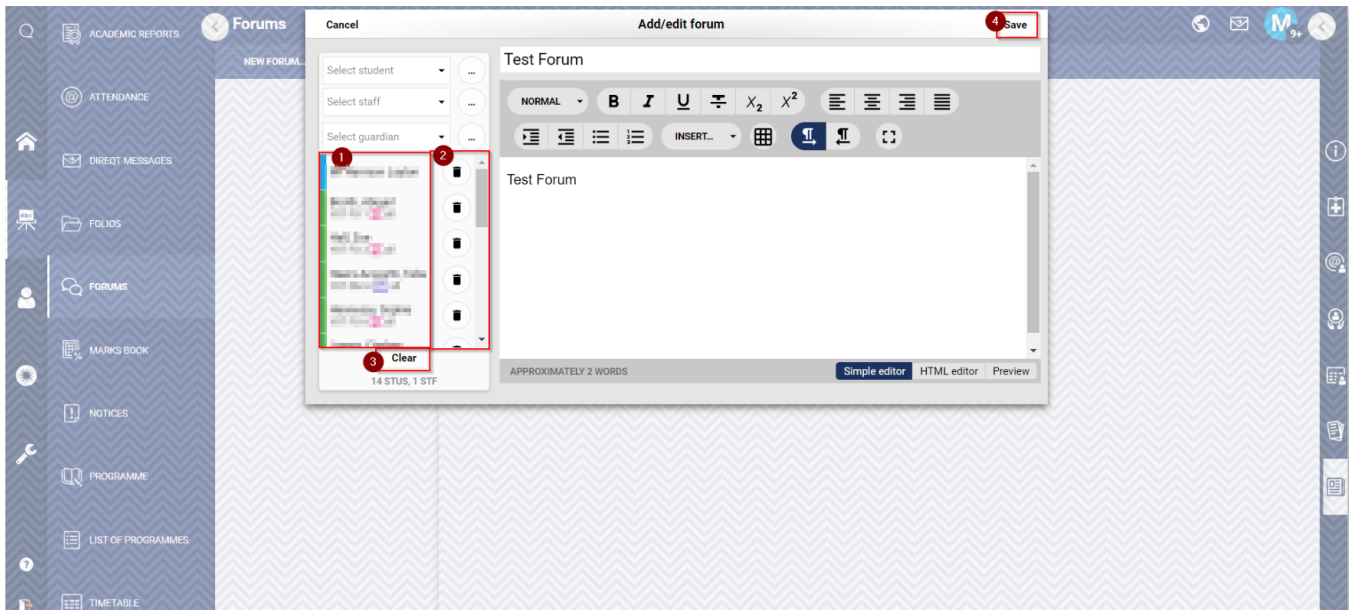 ACADEMIC REPORTS
ATTENDANCE
DIREQT MESSAGES
FOLIOS
FORUMS
MARKS BOOK
NOTICES
PROGRAMME
LIST OF PROGRAMMES
TIMETABLE
Forums
NEW FORUM...
Cancel
Add/edit forum
4
Save
Select student
...
Select staff
...
Select guardian
...
1
2
3
Clear
14 STUS, 1 STF
Test Forum
NORMAL
B I U T X₂ X²
INSERT...
Test Forum
APPROXIMATELY 2 WORDS
Simple editor HTML editor Preview
M
9+
ABC
?